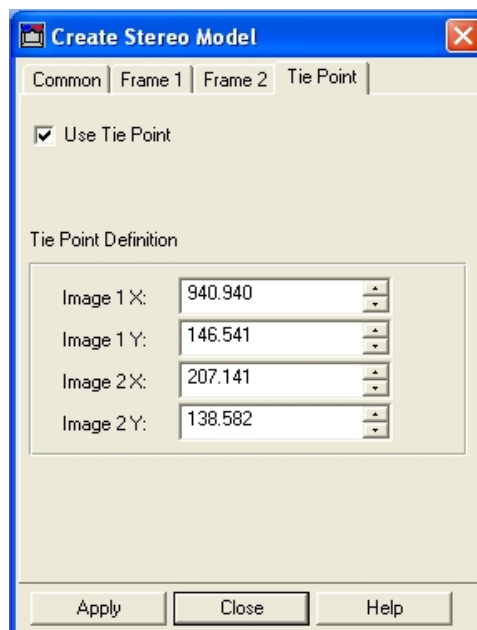 Create Stereo Model
Common Frame 1 Frame 2 Tie Point
Use Tie Point
Tie Point Definition
Image 1 X: 940.940
Image 1 Y: 146.541
Image 2 X: 207.141
Image 2 Y: 138.582
Apply Close Help